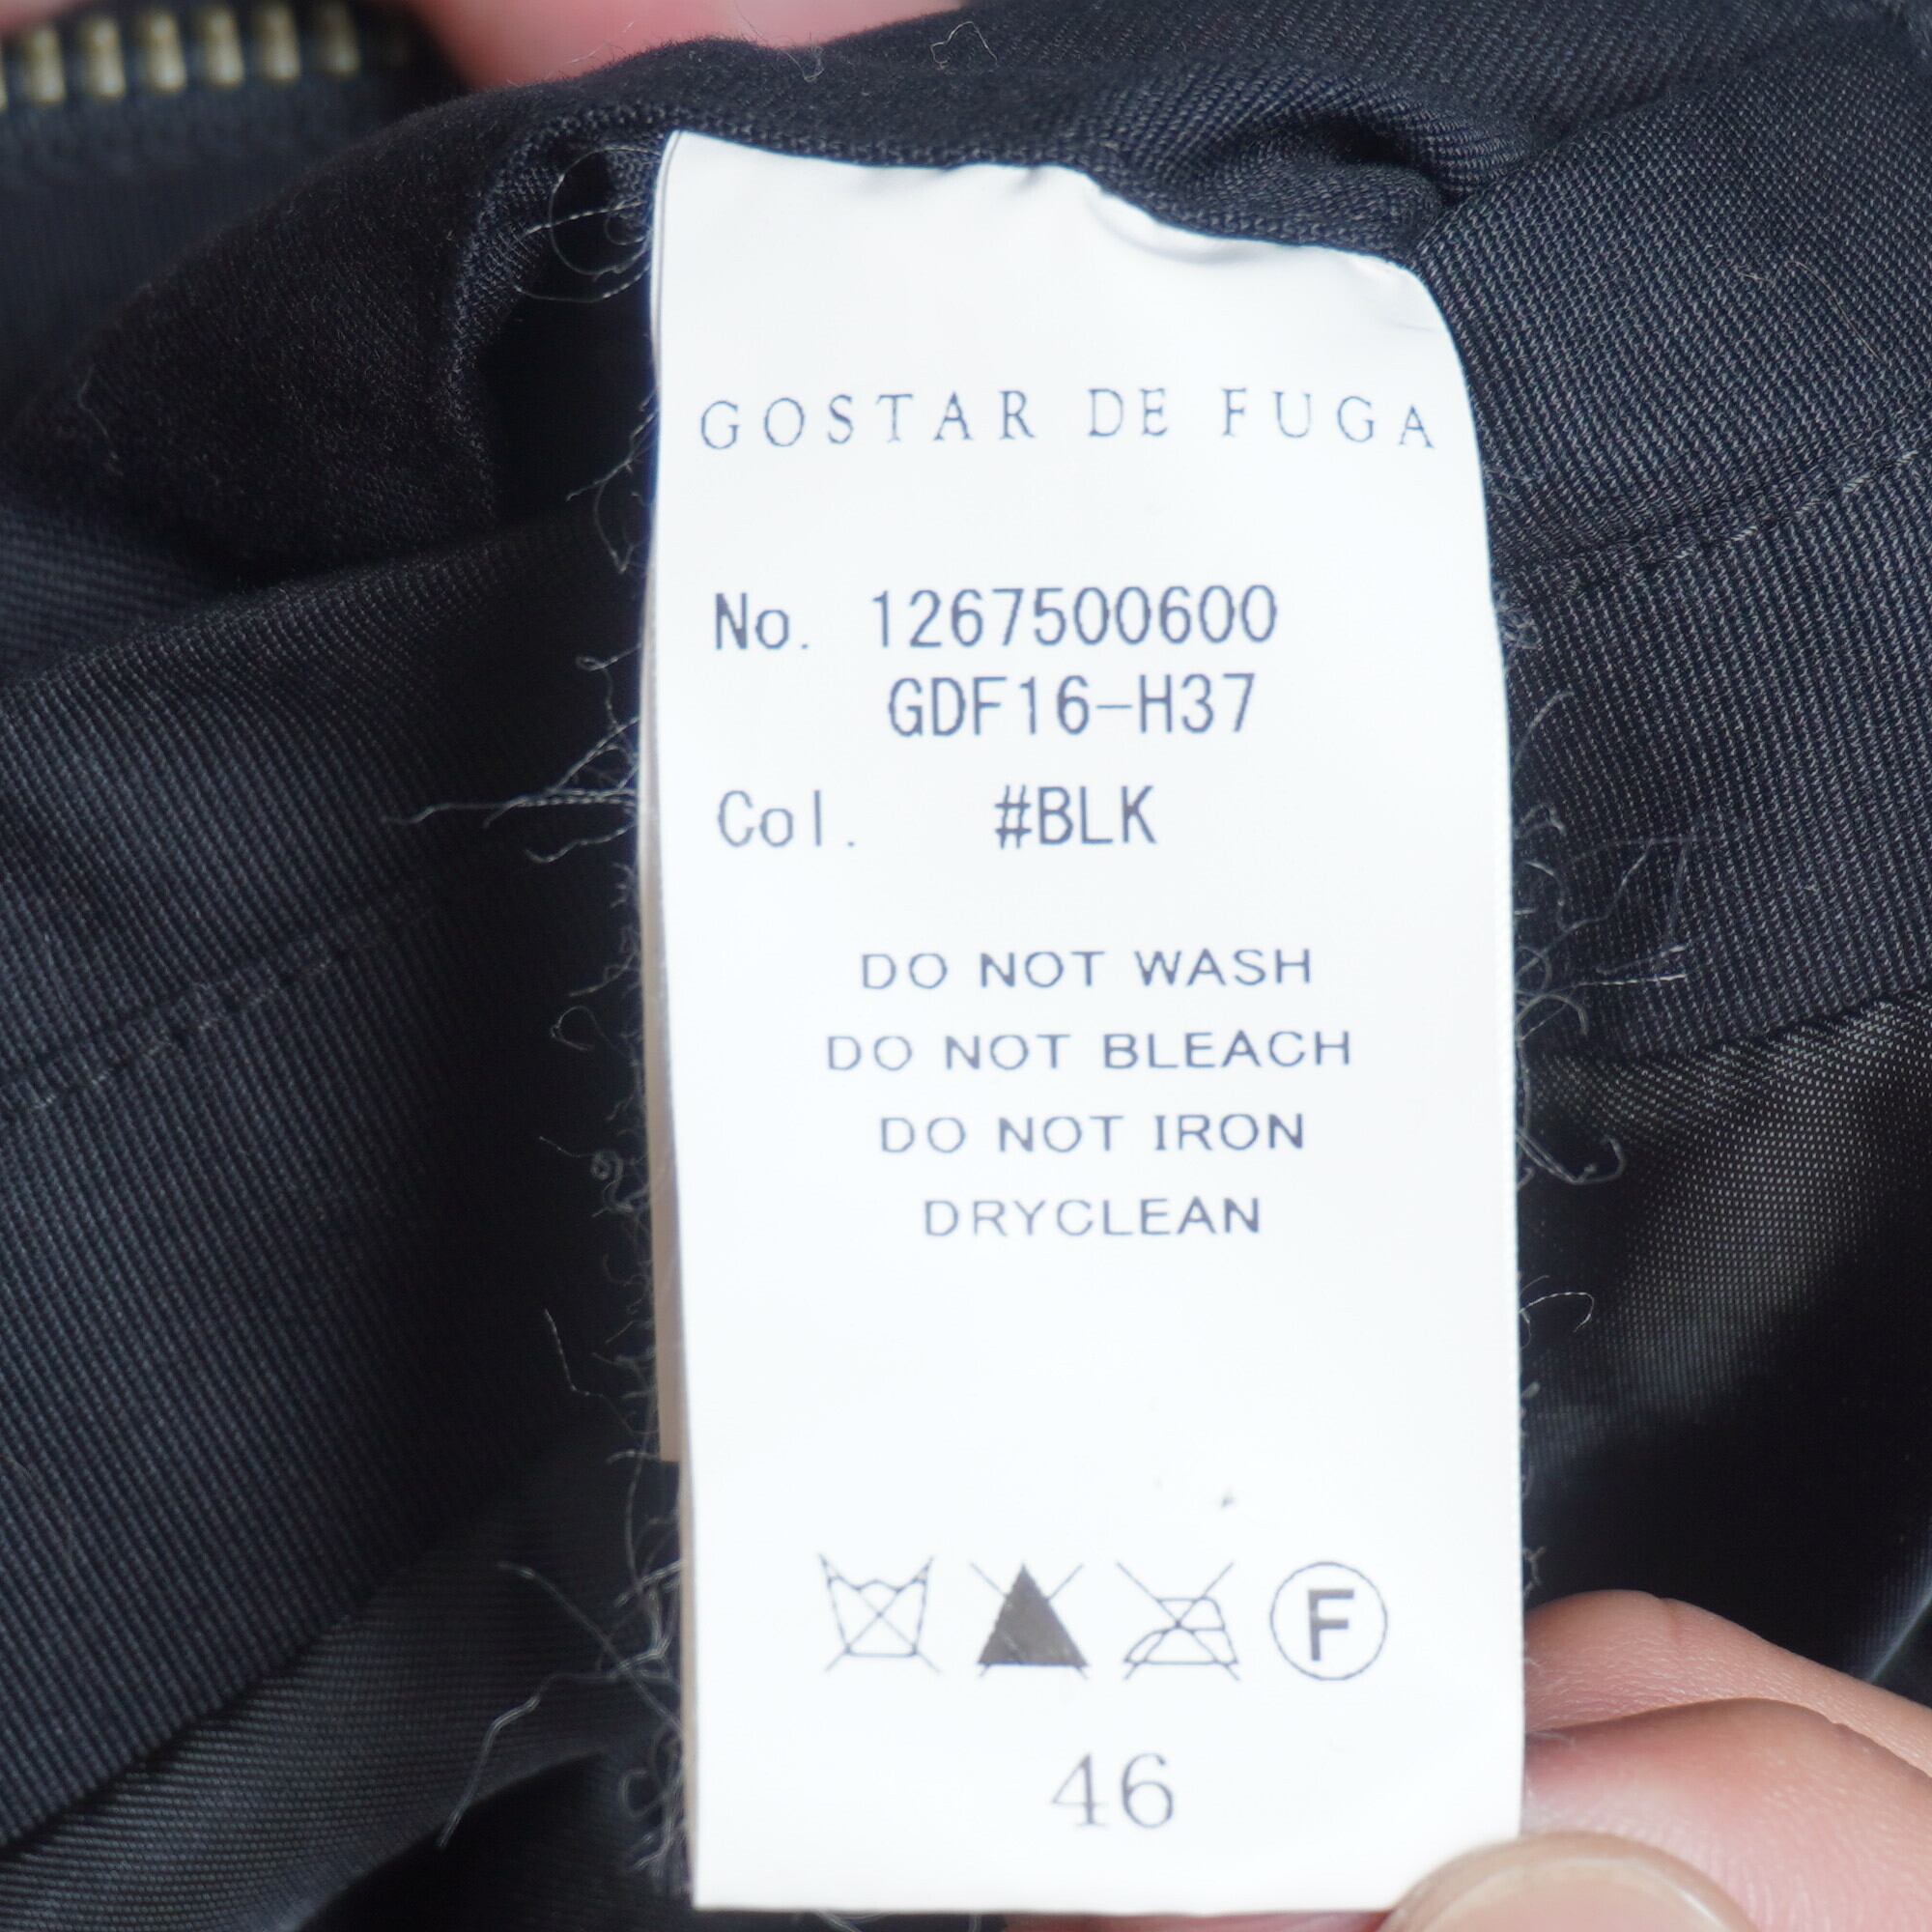 GOSTAR DE FUGA
No. 1267500600
GDF16-H37
Col. #BLK
DO NOT WASH
DO NOT BLEACH
DO NOT IRON
DRYCLEAN
F
46